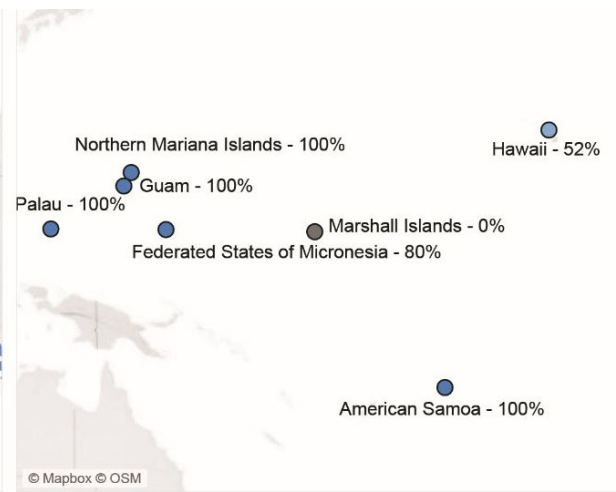 Northern Mariana Islands - 100%
Hawaii - 52%
Guam - 100%
Palau - 100%
Marshall Islands - 0%
Federated States of Micronesia - 80%
American Samoa - 100%
© Mapbox © OSM